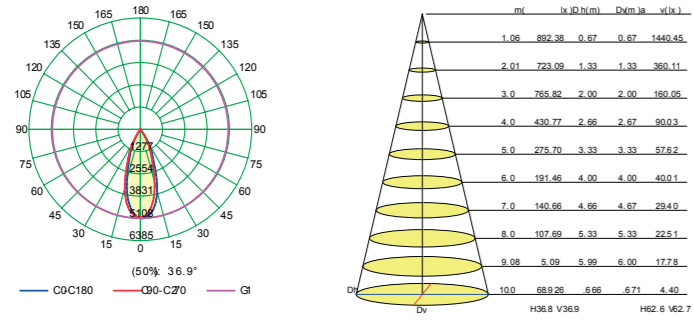 180
165 165
150 150
135 135
120 120
105 105
90 90
75 75
60 60
45 45
30 30
15 15
0
1277
2554
3831
5108
6385
(50%): 36.9°
C0-C180 C90-C270 G1
m( lx)D h(m) Dv(m)a v(lx)
1.06 892.38 0.67 0.67 1440.45
2.01 723.09 1.33 1.33 360.11
3.0 765.82 2.00 2.00 160.05
4.0 430.77 2.66 2.67 90.03
5.0 275.70 3.33 3.33 57.62
6.0 191.46 4.00 4.00 40.01
7.0 140.66 4.66 4.67 29.40
8.0 107.69 5.33 5.33 22.51
9.08 5.09 5.99 6.00 17.78
10.0 68.926 .666 .671 4.40
Dh
Dv
H36.8 V36.9 H62.6 V62.7